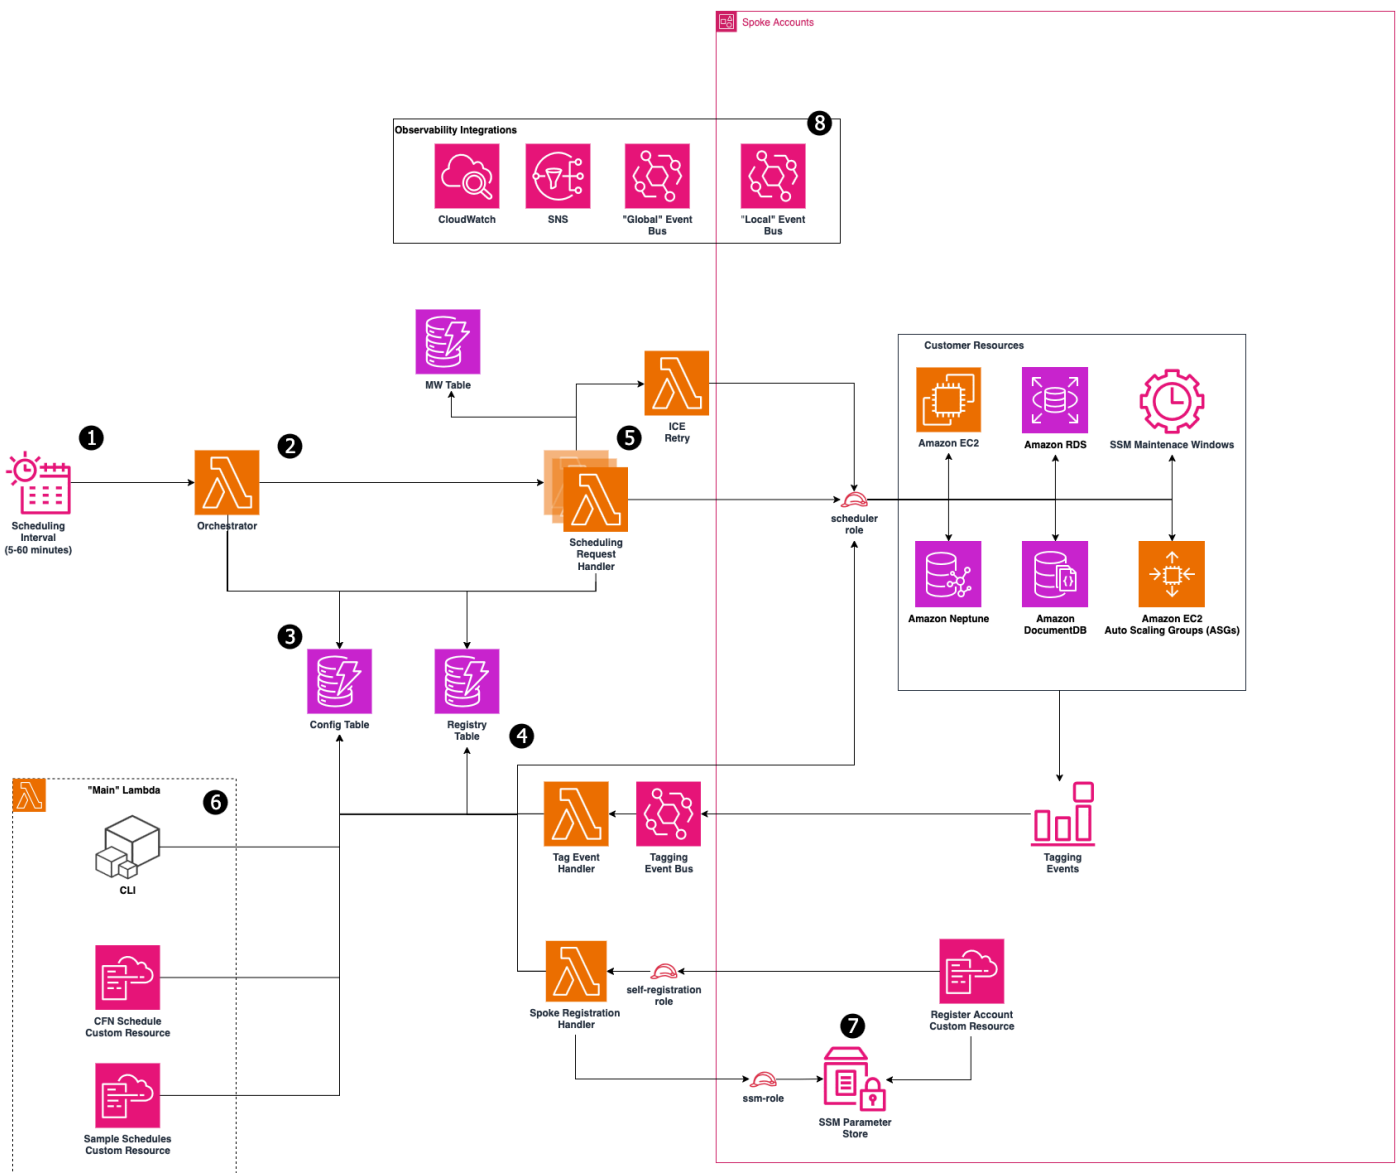 Spoke Accounts
8
Observability Integrations
CloudWatch
SNS
"Global" Event
Bus
"Local" Event
Bus
MW Table
ICE
Retry
Customer Resources
Amazon EC2
Amazon RDS
SSM Maintenace Windows
1
2
5
Scheduling
Interval
(5-60 minutes)
Orchestrator
Scheduling
Request
Handler
scheduler
role
Amazon Neptune
Amazon
DocumentDB
Amazon EC2
Auto Scaling Groups (ASGs)
3
Config Table
Registry
Table
4
"Main" Lambda
6
CLI
Tag Event
Handler
Tagging
Event Bus
Tagging
Events
CFN Schedule
Custom Resource
Spoke Registration
Handler
self-registration
role
Register Account
Custom Resource
7
ssm-role
SSM Parameter
Store
Sample Schedules
Custom Resource